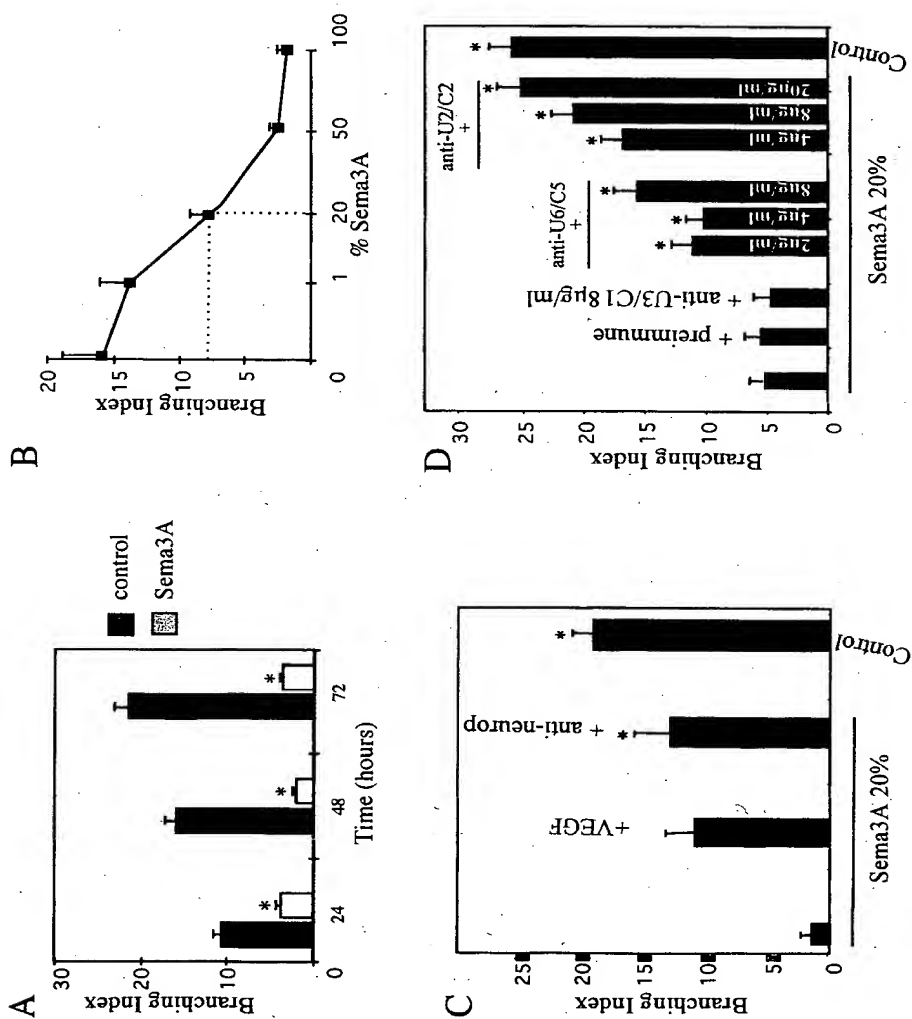 A
Branching Index
30
20
10
0
24
48
72
Time (hours)
control
Sema3A
*
*
*
B
Branching Index
20
15
10
5
0
0
1
20
50
100
% Sema3A
C
Branching Index
25
20
15
10
5
0
+VEGF
+ anti-neurop
*
*
Control
Sema3A 20%
D
Branching Index
30
25
20
15
10
5
0
+ preimmune
+ anti-U3/C1 8µg/ml
anti-U6/C5
+
2µg/ml
4µg/ml
8µg/ml
*
*
*
anti-U2/C2
+
4µg/ml
8µg/ml
20µg/ml
*
*
*
*
Control
Sema3A 20%